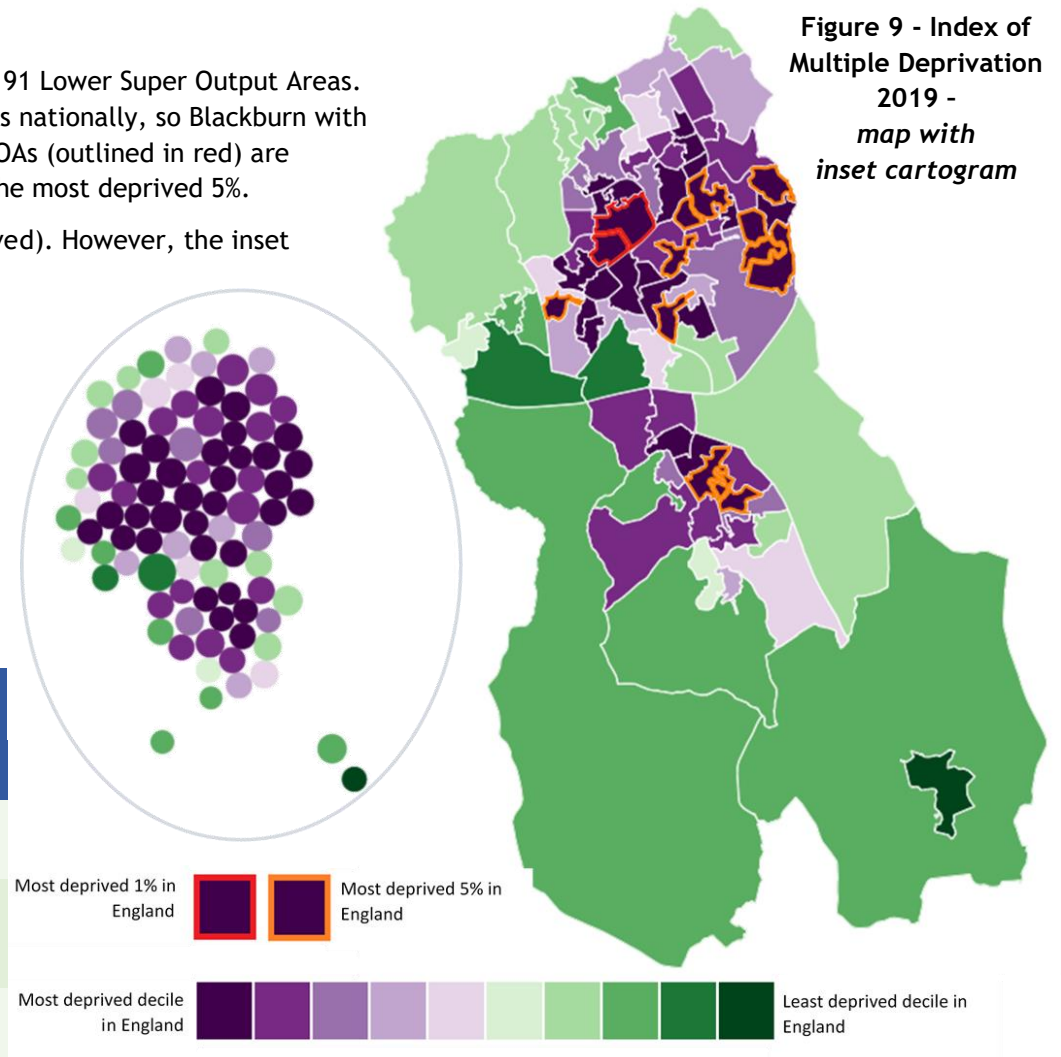 91 Lower Super Output Areas.
s nationally, so Blackburn with
OAs (outlined in red) are
he most deprived 5%.
ved). However, the inset
Figure 9 - Index of
Multiple Deprivation
2019 –
map with
inset cartogram
Most deprived 1% in
England
Most deprived 5% in
England
Most deprived decile
in England
Least deprived decile in
England